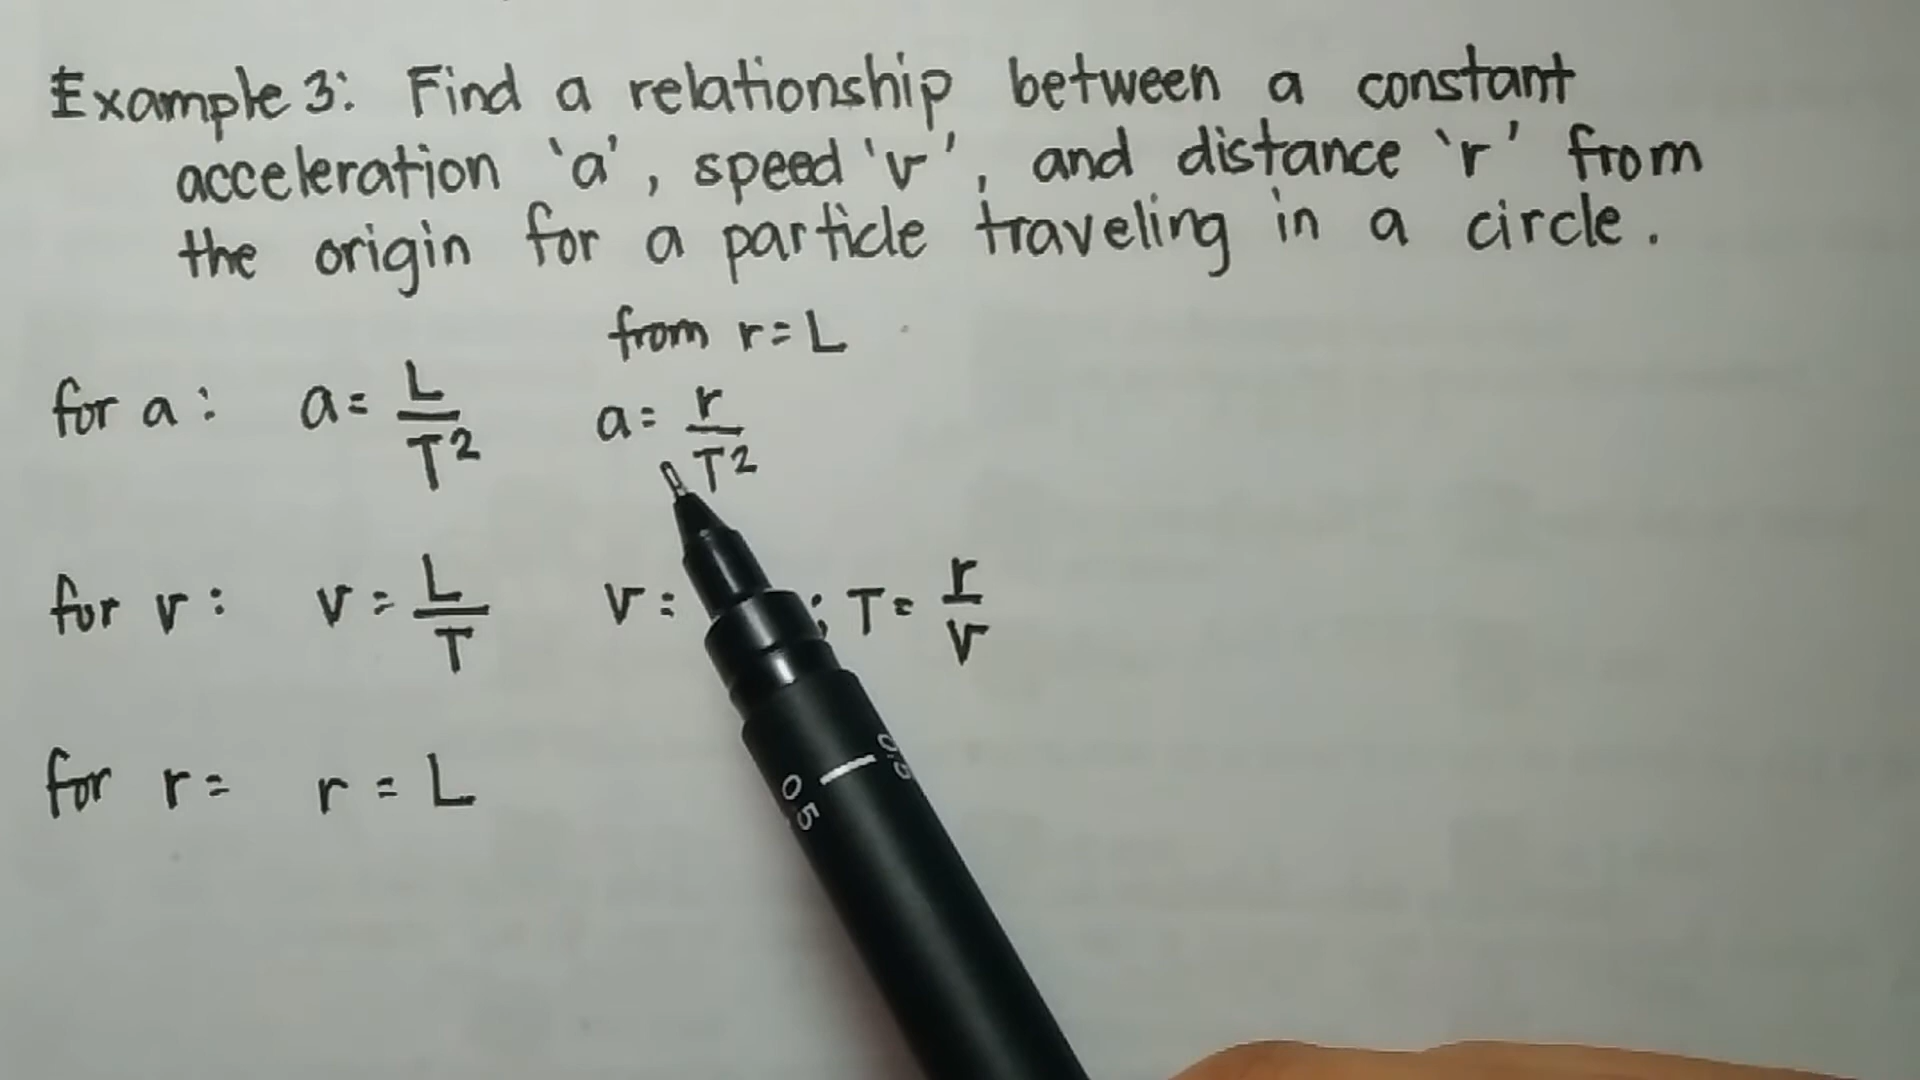 Example 3: Find a relationship between a constant
acceleration 'a', speed 'v', and distance 'r' from
the origin for a particle traveling in a circle.
from r = L
for a : a = L/T² a = r/T²
for v : v = L/T v = ; T = r/v
for r = r = L
0.5
0.5